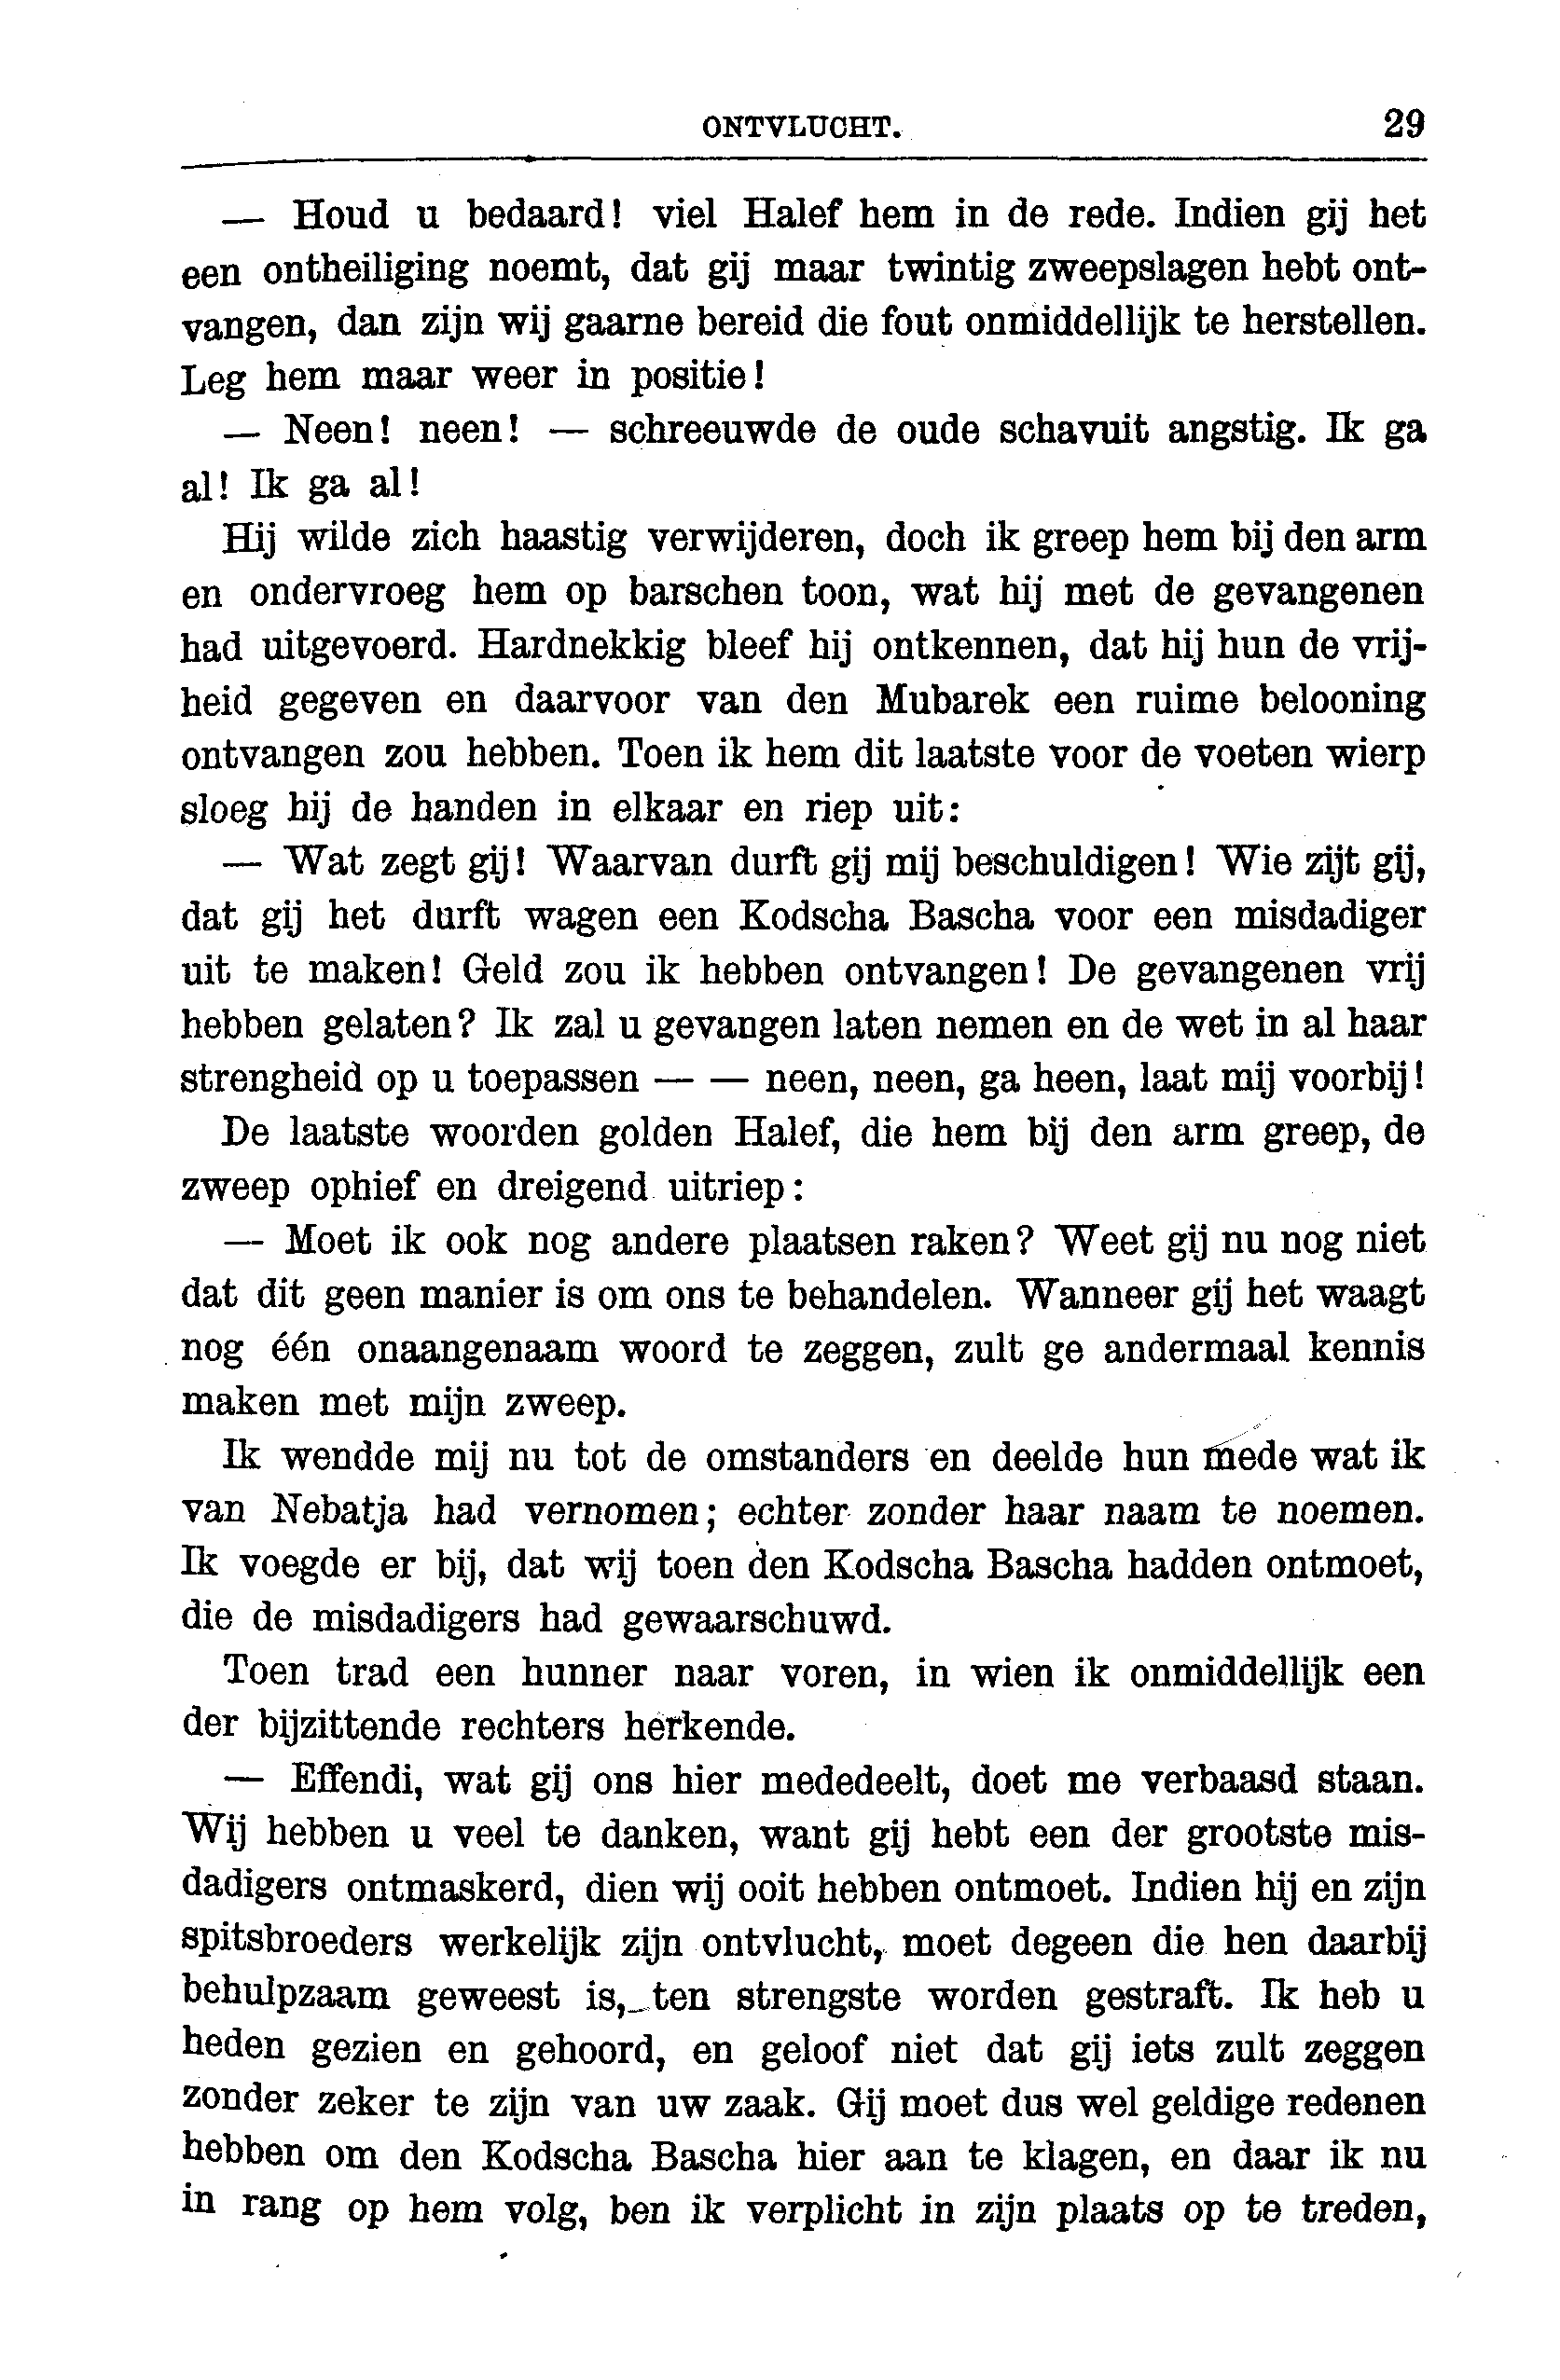 ONTVLUCHT. 29
— Houd u bedaard! viel Halef hem in de rede. Indien gij het
een ontheiliging noemt, dat gij maar twintig zweepslagen hebt ont-
vangen, dan zijn wij gaarne bereid die fout onmiddellijk te herstellen.
Leg hem maar weer in positie!
— Neen! neen! — schreeuwde de oude schavuit angstig. Ik ga
al! Ik ga al!
Hij wilde zich haastig verwijderen, doch ik greep hem bij den arm
en ondervroeg hem op barschen toon, wat hij met de gevangenen
had uitgevoerd. Hardnekkig bleef hij ontkennen, dat hij hun de vrij-
heid gegeven en daarvoor van den Mubarek een ruime belooning
ontvangen zou hebben. Toen ik hem dit laatste voor de voeten wierp
sloeg hij de handen in elkaar en riep uit:
— Wat zegt gij! Waarvan durft gij mij beschuldigen! Wie zijt gij,
dat gij het durft wagen een Kodscha Bascha voor een misdadiger
uit te maken! Geld zou ik hebben ontvangen! De gevangenen vrij
hebben gelaten? Ik zal u gevangen laten nemen en de wet in al haar
strengheid op u toepassen — — neen, neen, ga heen, laat mij voorbij!
De laatste woorden golden Halef, die hem bij den arm greep, de
zweep ophief en dreigend uitriep:
— Moet ik ook nog andere plaatsen raken? Weet gij nu nog niet
dat dit geen manier is om ons te behandelen. Wanneer gij het waagt
nog één onaangenaam woord te zeggen, zult ge andermaal kennis
maken met mijn zweep.
Ik wendde mij nu tot de omstanders en deelde hun mede wat ik
van Nebatja had vernomen; echter zonder haar naam te noemen.
Ik voegde er bij, dat wij toen den Kodscha Bascha hadden ontmoet,
die de misdadigers had gewaarschuwd.
Toen trad een hunner naar voren, in wien ik onmiddellijk een
der bijzittende rechters herkende.
— Effendi, wat gij ons hier mededeelt, doet me verbaasd staan.
Wij hebben u veel te danken, want gij hebt een der grootste mis-
dadigers ontmaskerd, dien wij ooit hebben ontmoet. Indien hij en zijn
spitsbroeders werkelijk zijn ontvlucht, moet degeen die hen daarbij
behulpzaam geweest is, ten strengste worden gestraft. Ik heb u
heden gezien en gehoord, en geloof niet dat gij iets zult zeggen
zonder zeker te zijn van uw zaak. Gij moet dus wel geldige redenen
hebben om den Kodscha Bascha hier aan te klagen, en daar ik nu
in rang op hem volg, ben ik verplicht in zijn plaats op te treden,